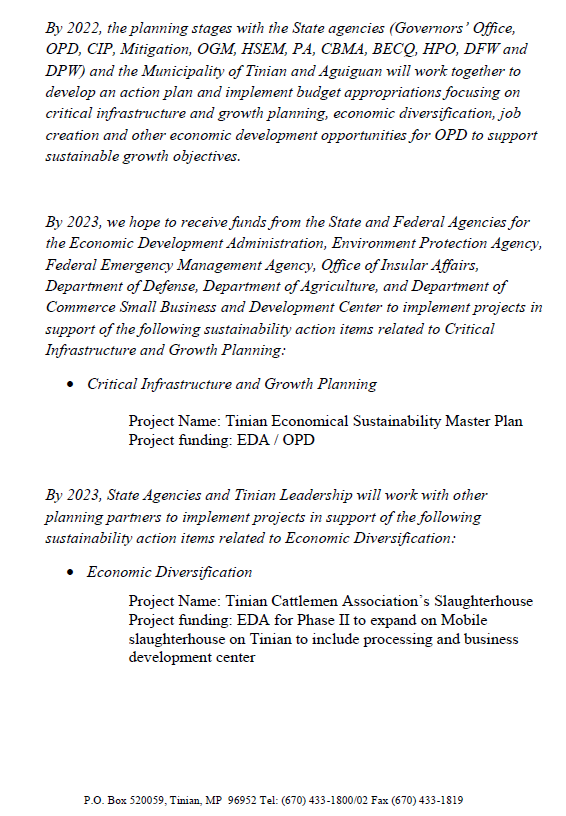 By 2022, the planning stages with the State agencies (Governors’ Office,
OPD, CIP, Mitigation, OGM, HSEM, PA, CBMA, BECQ, HPO, DFW and
DPW) and the Municipality of Tinian and Aguiguan will work together to
develop an action plan and implement budget appropriations focusing on
critical infrastructure and growth planning, economic diversification, job
creation and other economic development opportunities for OPD to support
sustainable growth objectives.
By 2023, we hope to receive funds from the State and Federal Agencies for
the Economic Development Administration, Environment Protection Agency,
Federal Emergency Management Agency, Office of Insular Affairs,
Department of Defense, Department of Agriculture, and Department of
Commerce Small Business and Development Center to implement projects in
support of the following sustainability action items related to Critical
Infrastructure and Growth Planning:
• Critical Infrastructure and Growth Planning
Project Name: Tinian Economical Sustainability Master Plan
Project funding: EDA / OPD
By 2023, State Agencies and Tinian Leadership will work with other
planning partners to implement projects in support of the following
sustainability action items related to Economic Diversification:
• Economic Diversification
Project Name: Tinian Cattlemen Association’s Slaughterhouse
Project funding: EDA for Phase II to expand on Mobile
slaughterhouse on Tinian to include processing and business
development center
P.O. Box 520059, Tinian, MP 96952 Tel: (670) 433-1800/02 Fax (670) 433-1819